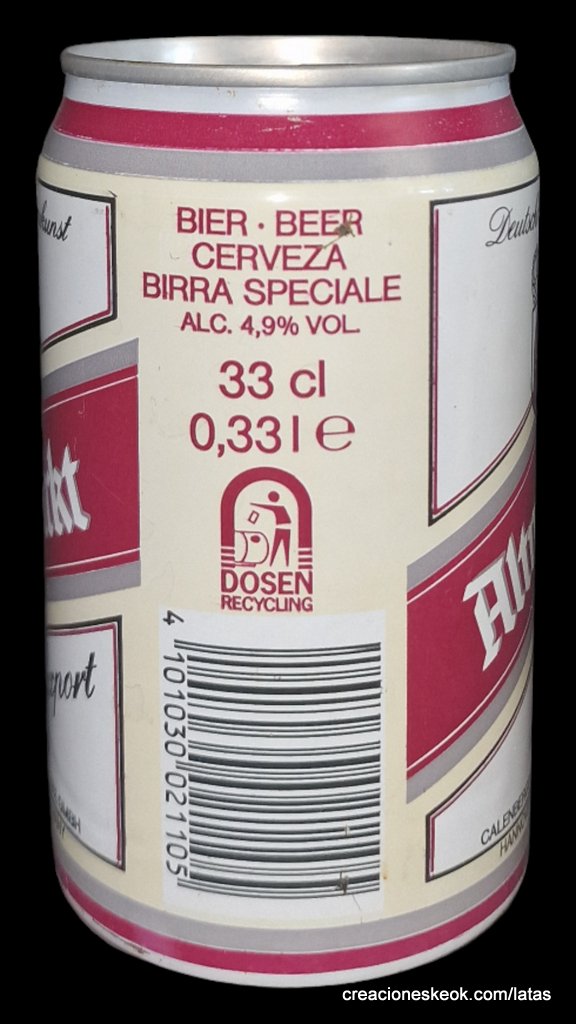 BIER · BEER
CERVEZA
BIRRA SPECIALE
ALC. 4,9% VOL.
33 cl
0,33 l ℮
DOSEN
RECYCLING
4 101030 021105
creacioneskeok.com/latas